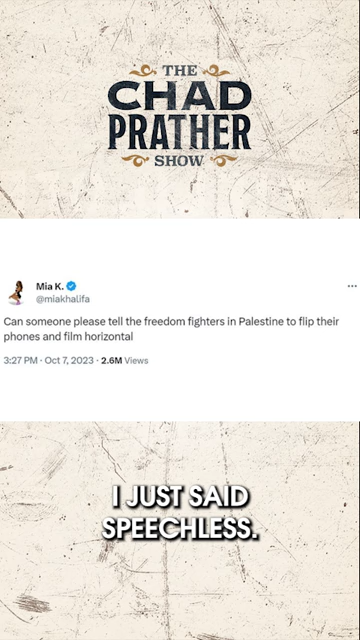 THE
CHAD
PRATHER
SHOW
Mia K.
@miakhalifa
Can someone please tell the freedom fighters in Palestine to flip their
phones and film horizontal
3:27 PM · Oct 7, 2023 · 2.6M Views
I JUST SAID
SPEECHLESS.